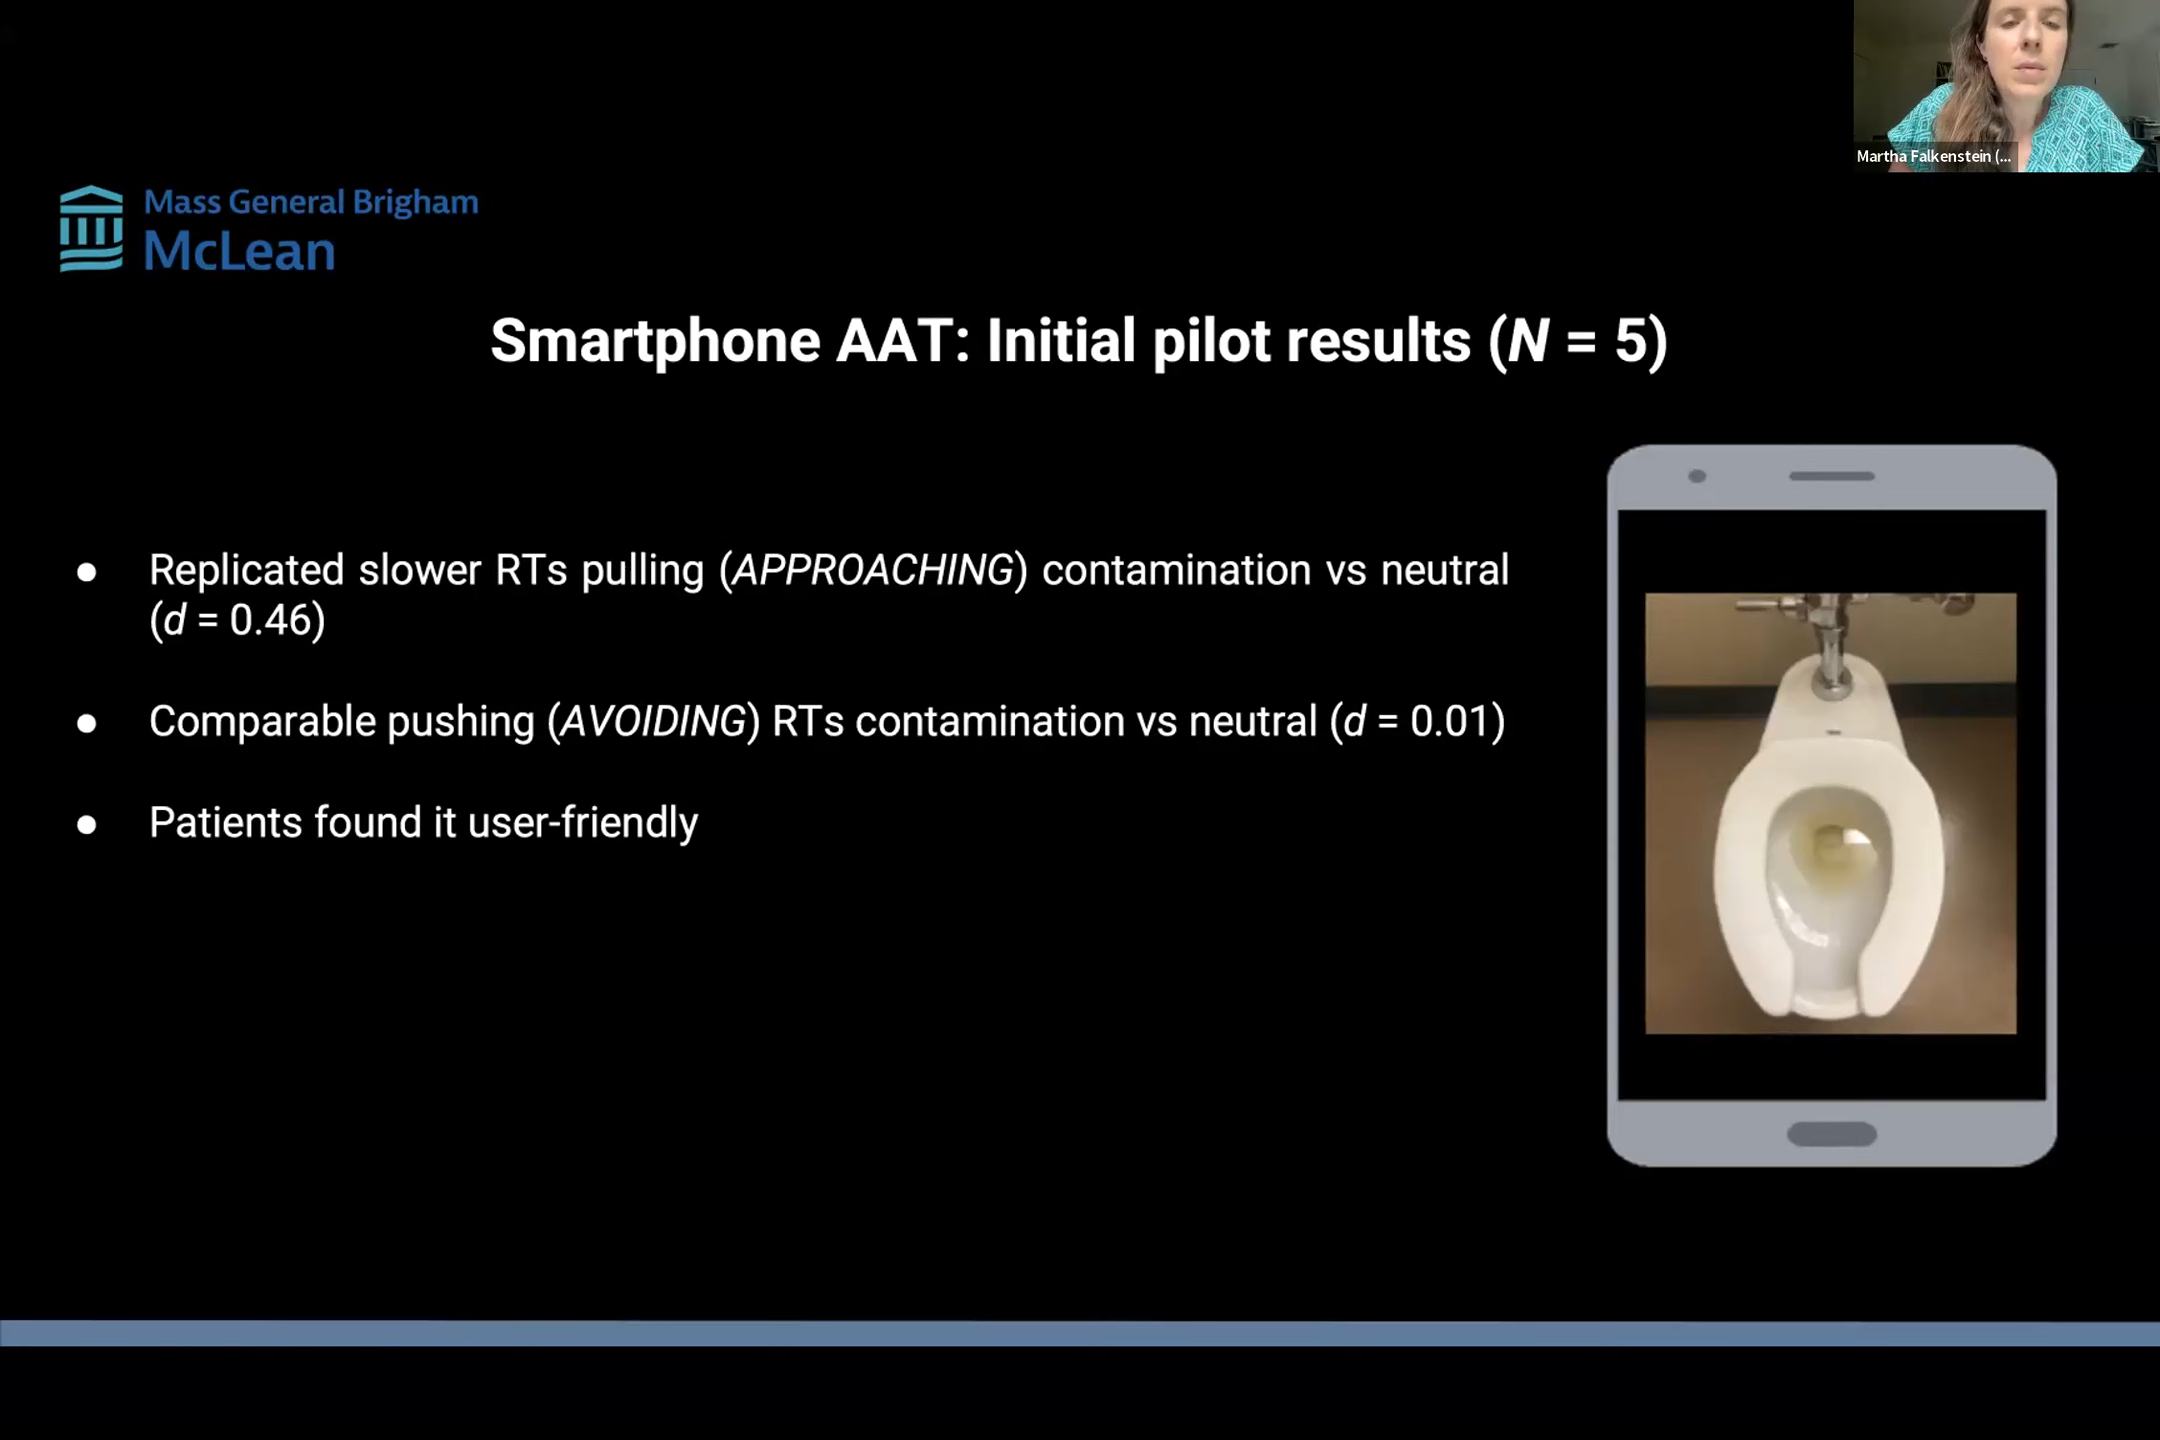 Martha Falkenstein (...
Mass General Brigham
McLean
Smartphone AAT: Initial pilot results (N = 5)
● Replicated slower RTs pulling (APPROACHING) contamination vs neutral
(d = 0.46)
● Comparable pushing (AVOIDING) RTs contamination vs neutral (d = 0.01)
● Patients found it user-friendly